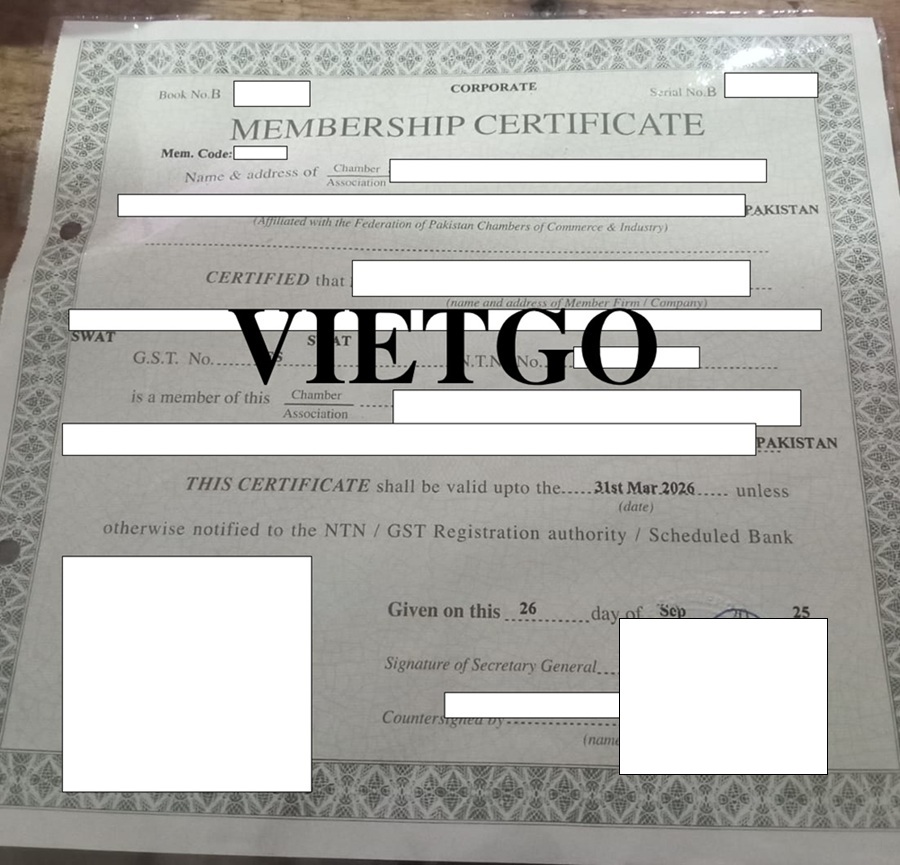 Book No.B CORPORATE Serial No.B
MEMBERSHIP CERTIFICATE
Mem. Code:
Name & address of Chamber
Association
PAKISTAN
(Affiliated with the Federation of Pakistan Chambers of Commerce & Industry)
CERTIFIED that
(name and address of Member Firm / Company)
SWAT
VIETGO
G.S.T. No. N.T.N. No.
is a member of this Chamber
Association
PAKISTAN
THIS CERTIFICATE shall be valid upto the 31st Mar 2026 unless
(date)
otherwise notified to the NTN / GST Registration authority / Scheduled Bank
Given on this 26 day of Sep 25
Signature of Secretary General
Countersigned by
(name